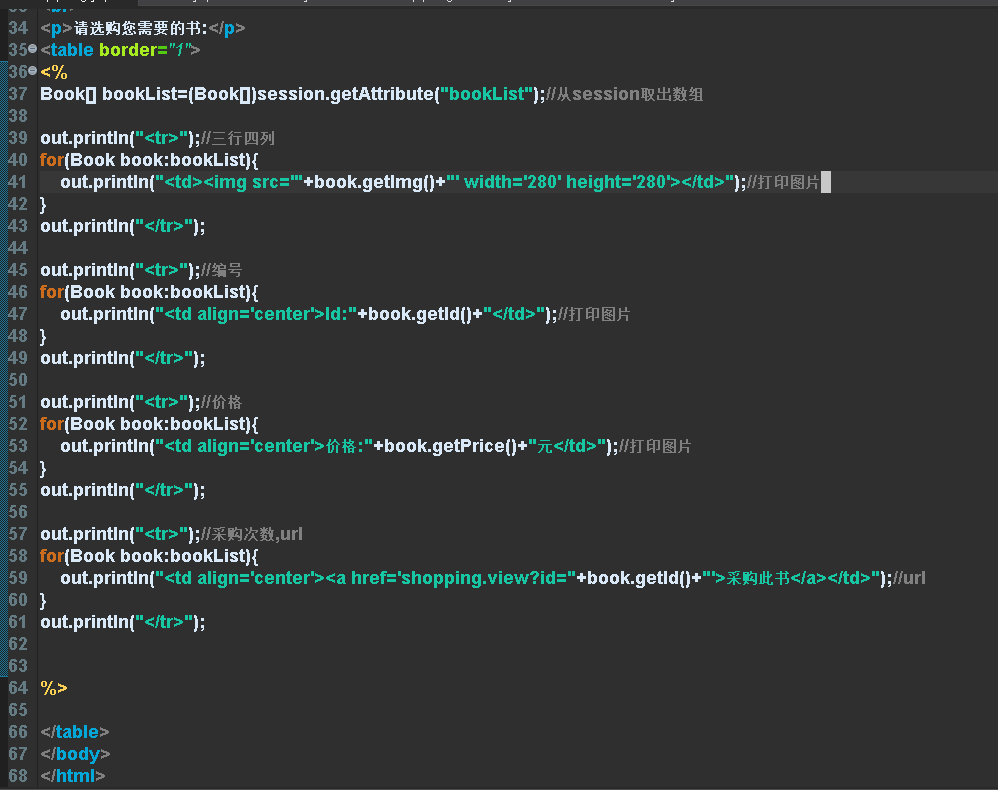 34 <p>请选购您需要的书:</p>
35 <table border="1">
36 <%
37 Book[] bookList=(Book[])session.getAttribute("bookList");//从session取出数组
38
39 out.println("<tr>");//三行四列
40 for(Book book:bookList){
41 out.println("<td><img src='"+book.getImg()+"' width='280' height='280'></td>");//打印图片
42 }
43 out.println("</tr>");
44
45 out.println("<tr>");//编号
46 for(Book book:bookList){
47 out.println("<td align='center'>Id:"+book.getId()+"</td>");//打印图片
48 }
49 out.println("</tr>");
50
51 out.println("<tr>");//价格
52 for(Book book:bookList){
53 out.println("<td align='center'>价格:"+book.getPrice()+"元</td>");//打印图片
54 }
55 out.println("</tr>");
56
57 out.println("<tr>");//采购次数,url
58 for(Book book:bookList){
59 out.println("<td align='center'><a href='shopping.view?id="+book.getId()+"'>采购此书</a></td>");//url
60 }
61 out.println("</tr>");
62
63
64 %>
65
66 </table>
67 </body>
68 </html>